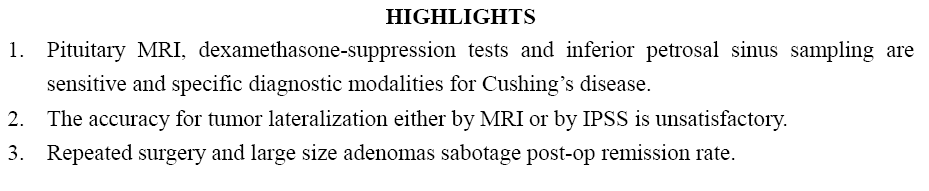 HIGHLIGHTS
1. Pituitary MRI, dexamethasone-suppression tests and inferior petrosal sinus sampling are
sensitive and specific diagnostic modalities for Cushing’s disease.
2. The accuracy for tumor lateralization either by MRI or by IPSS is unsatisfactory.
3. Repeated surgery and large size adenomas sabotage post-op remission rate.